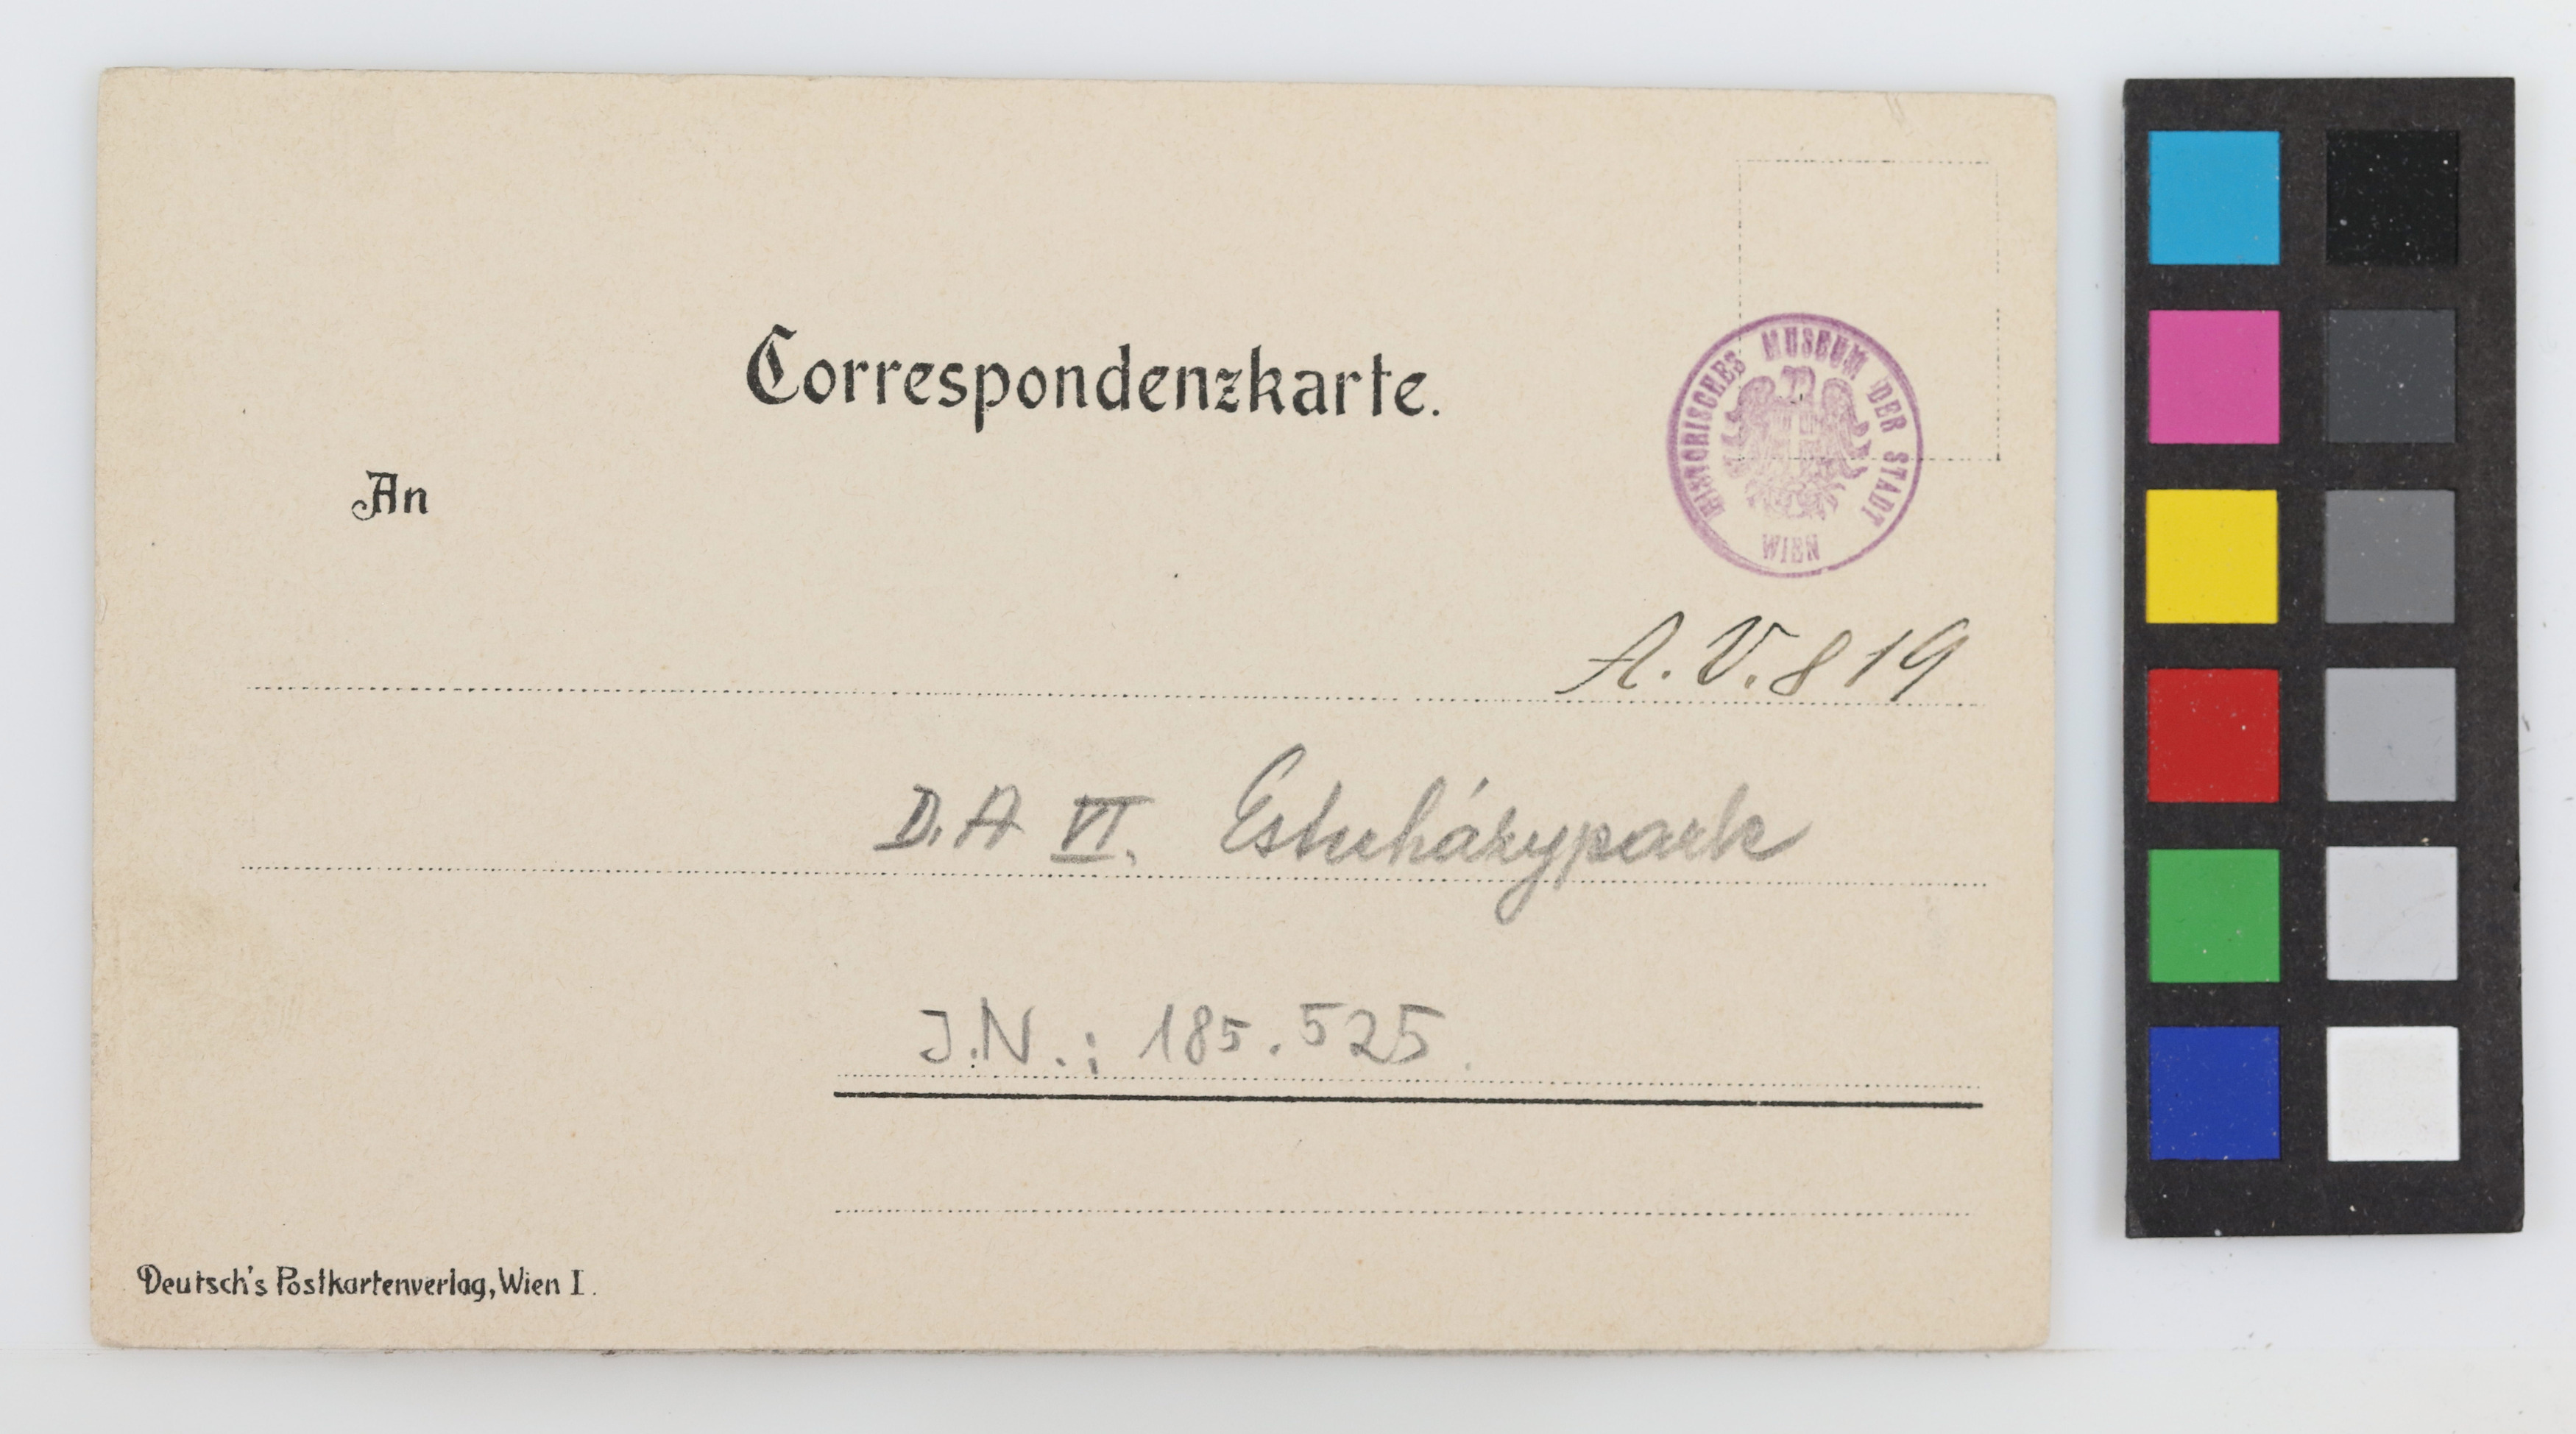 Correspondenzkarte.
HISTORISCHES MUSEUM DER STADT WIEN
An
A.V. 819
D.A VI. Esterházypark
J.N.: 185.525.
Deutsch's Postkartenverlag, Wien I.